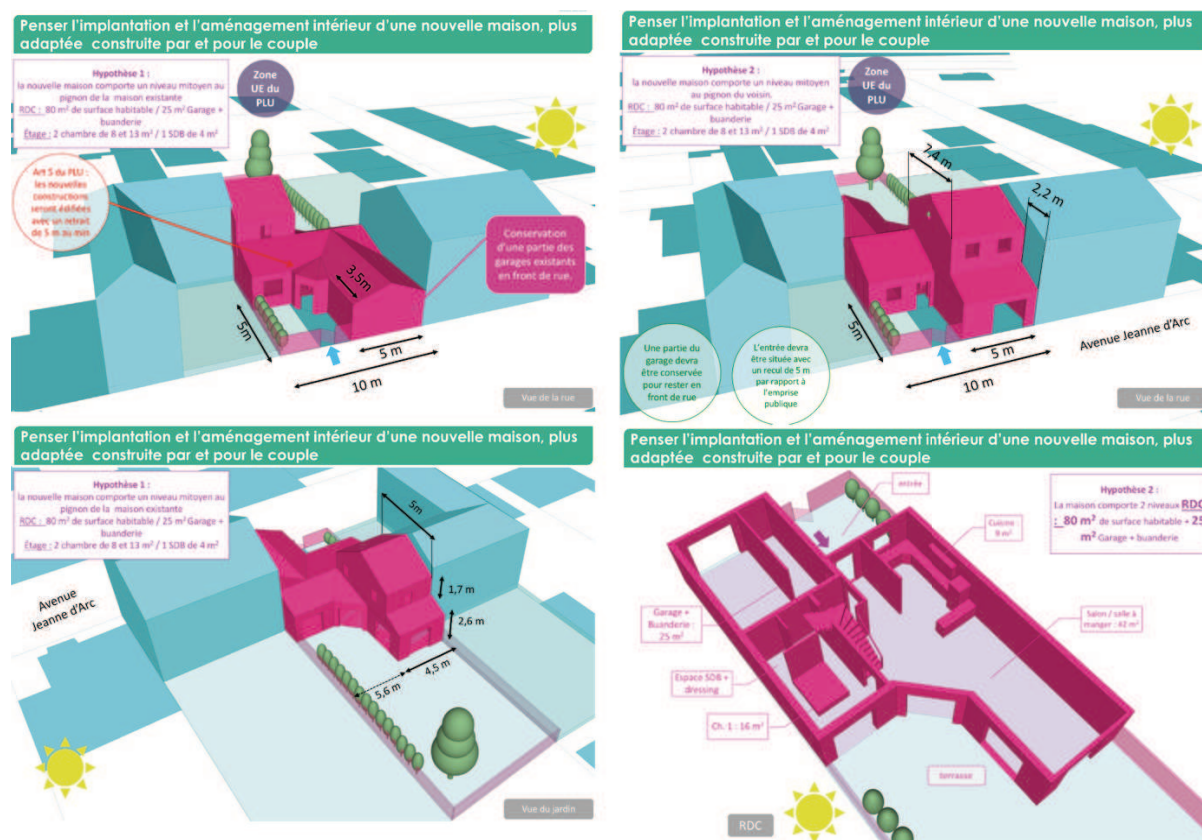 Penser l'implantation et l'aménagement intérieur d'une nouvelle maison, plus
adaptée construite par et pour le couple
Hypothèse 1 :
la nouvelle maison comporte un niveau mitoyen au
pignon de la maison existante
RDC : 80 m² de surface habitable / 25 m² Garage +
buanderie
Étage : 2 chambre de 8 et 13 m² / 1 SDB de 4 m²
Zone
UE du
PLU
Art 5 du PLU :
les nouvelles
constructions
seront édifiées
avec un retrait
de 5 m au min
Conservation
d'une partie des
garages existants
en front de rue.
3,5m
5m
5 m
10 m
Vue de la rue
Penser l'implantation et l'aménagement intérieur d'une nouvelle maison, plus
adaptée construite par et pour le couple
Hypothèse 2 :
la nouvelle maison comporte un niveau mitoyen
au pignon du voisin.
RDC : 80 m² de surface habitable / 25 m² Garage +
buanderie
Étage : 2 chambre de 8 et 13 m² / 1 SDB de 4 m²
Zone
UE du
PLU
7,4 m
2,2 m
5m
5 m
10 m
Avenue Jeanne d'Arc
Une partie du
garage devra
être conservée
pour rester en
front de rue
L'entrée devra
être située avec
un recul de 5 m
par rapport à
l'emprise
publique
Vue de la rue
Penser l'implantation et l'aménagement intérieur d'une nouvelle maison, plus
adaptée construite par et pour le couple
Hypothèse 1 :
la nouvelle maison comporte un niveau mitoyen au
pignon de la maison existante
RDC : 80 m² de surface habitable / 25 m² Garage +
buanderie
Étage : 2 chambre de 8 et 13 m² / 1 SDB de 4 m²
Avenue
Jeanne d'Arc
5m
1,7 m
2,6 m
4,5 m
5,6 m
Vue du jardin
Penser l'implantation et l'aménagement intérieur d'une nouvelle maison, plus
adaptée construite par et pour le couple
Hypothèse 2 :
La maison comporte 2 niveaux RDC
: 80 m² de surface habitable + 25
m² Garage + buanderie
entrée
Cuisine :
8 m²
Garage +
Buanderie :
25 m²
Salon / salle à
manger : 42 m²
Espace SDB +
dressing
Ch. 1 : 16 m²
terrasse
RDC